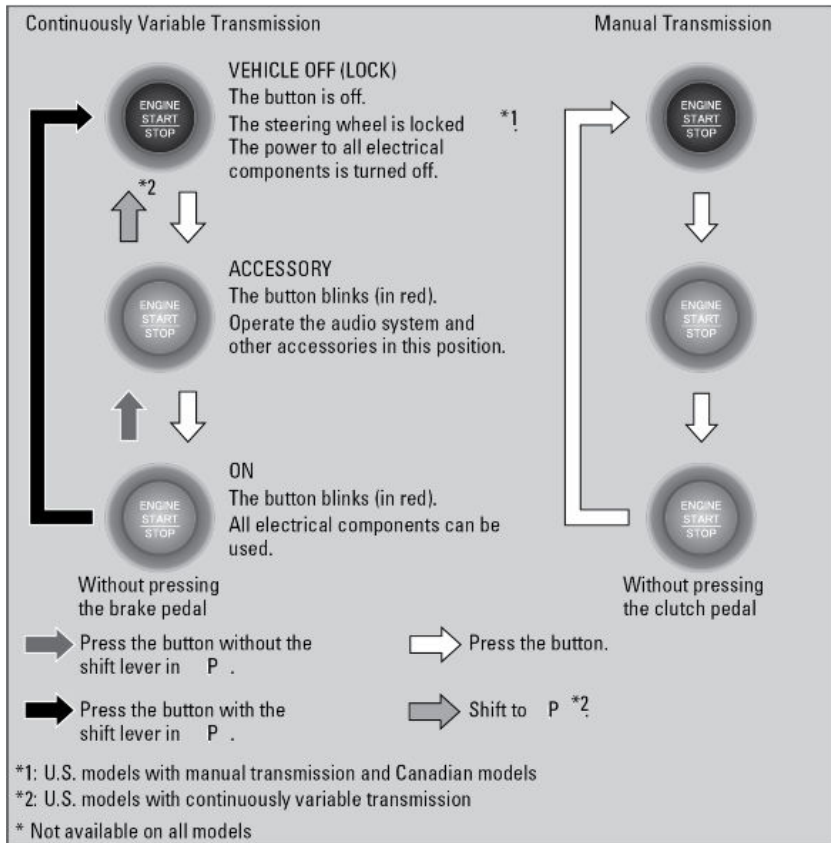 Continuously Variable Transmission
Manual Transmission
ENGINE
START
STOP
VEHICLE OFF (LOCK)
The button is off.
The steering wheel is locked *1.
The power to all electrical
components is turned off.
ENGINE
START
STOP
*2
ENGINE
START
STOP
ACCESSORY
The button blinks (in red).
Operate the audio system and
other accessories in this position.
ENGINE
START
STOP
ENGINE
START
STOP
ON
The button blinks (in red).
All electrical components can be
used.
ENGINE
START
STOP
Without pressing
the brake pedal
Without pressing
the clutch pedal
Press the button without the
shift lever in P .
Press the button.
Press the button with the
shift lever in P .
Shift to P *2.
*1: U.S. models with manual transmission and Canadian models
*2: U.S. models with continuously variable transmission
* Not available on all models